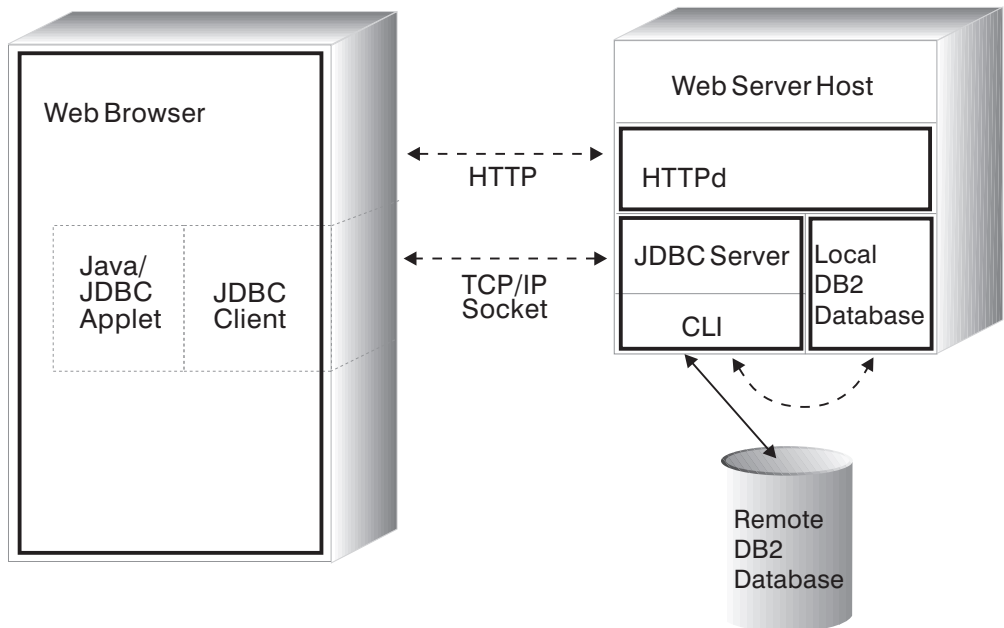 Web Browser
Java/
JDBC
Applet
JDBC
Client
HTTP
TCP/IP
Socket
Web Server Host
HTTPd
JDBC Server
CLI
Local
DB2
Database
Remote
DB2
Database